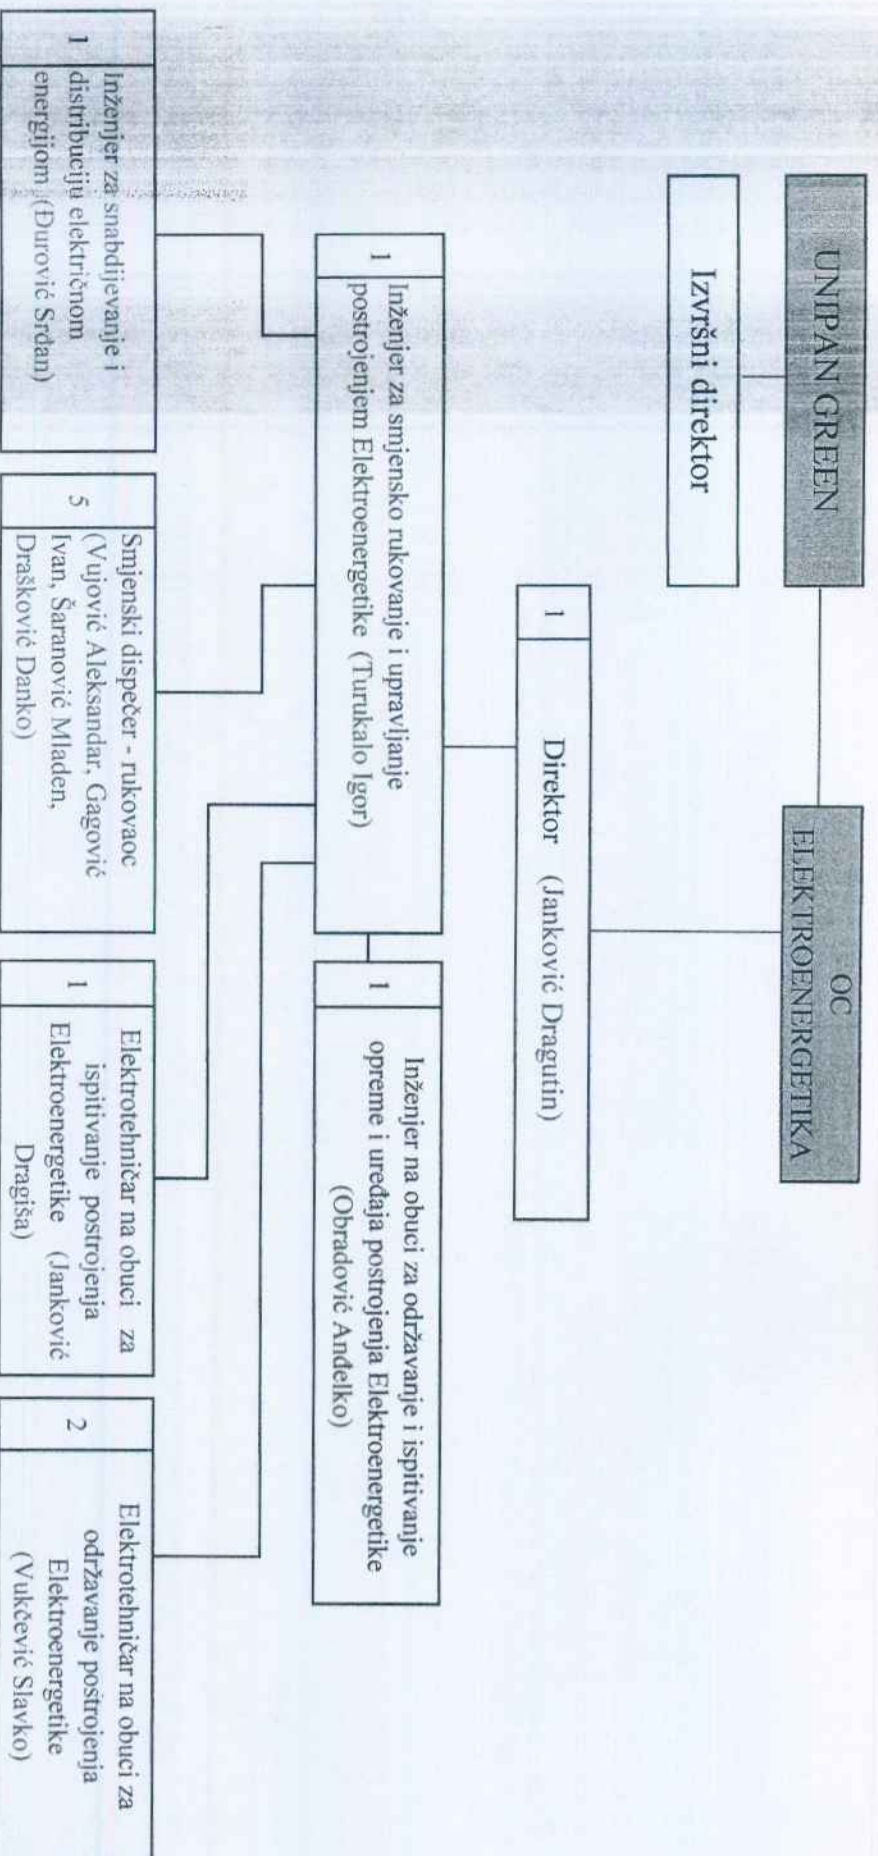 UNIPAN GREEN
OC
ELEKTROENERGETIKA
Izvršni direktor
1
Direktor (Janković Dragutin)
1
Inženjer za smjensko rukovanje i upravljanje
postrojenjem Elektroenergetike (Turukalo Igor)
1
Inženjer na obuci za održavanje i ispitivanje
opreme i uređaja postrojenja Elektroenergetike
(Obradović Anđelko)
1
Inženjer za snabdijevanje i
distribuciju električnom
energijom (Đurović Srđan)
5
Smjenski dispečer - rukovaoc
(Vujović Aleksandar, Gagović
Ivan, Šaranović Mladen,
Drašković Danko)
1
Elektrotehničar na obuci za
ispitivanje postrojenja
Elektroenergetike (Janković
Dragiša)
2
Elektrotehničar na obuci za
održavanje postrojenja
Elektroenergetike
(Vukčević Slavko)